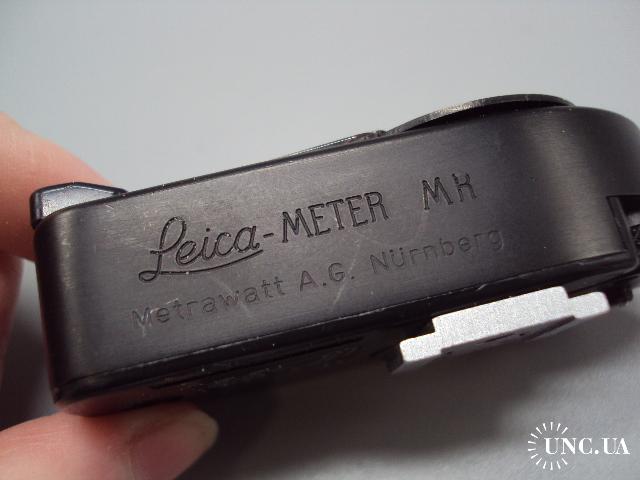 Leica-METER MR
Metrawatt A.G. Nürnberg
UNC.UA